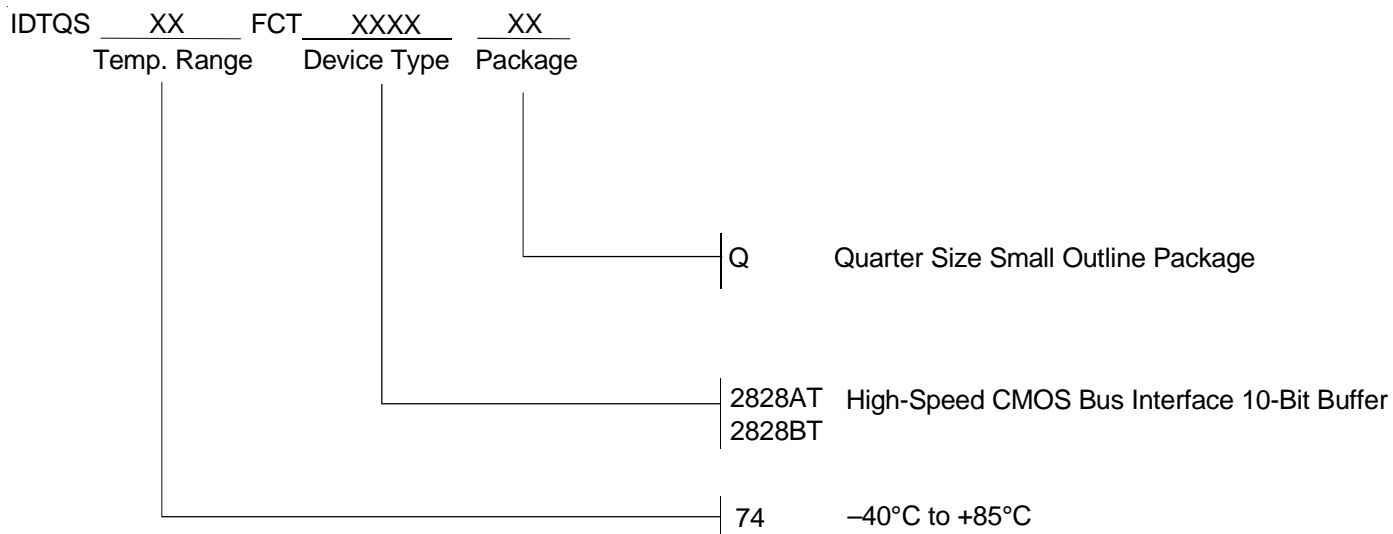 IDTQS XX FCT XXXX XX
Temp. Range Device Type Package
Q Quarter Size Small Outline Package
2828AT High-Speed CMOS Bus Interface 10-Bit Buffer
2828BT
74 –40°C to +85°C